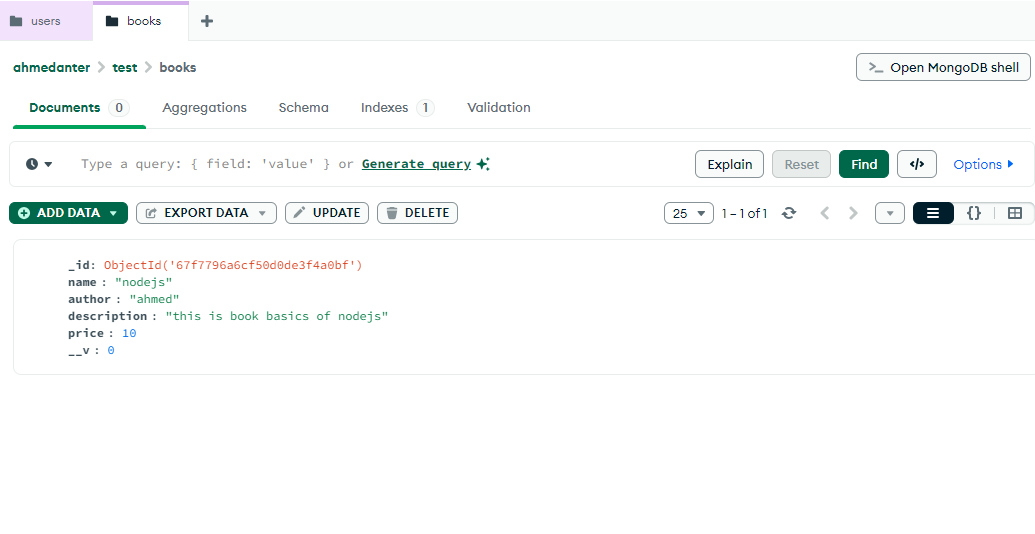 users books
ahmedanter test books
>_ Open MongoDB shell
Documents 0 Aggregations Schema Indexes 1 Validation
Type a query: { field: 'value' } or Generate query
Explain Reset Find </> Options
ADD DATA EXPORT DATA UPDATE DELETE
25 1 – 1 of 1 {}
_id: ObjectId('67f7796a6cf50d0de3f4a0bf')
name : "nodejs"
author : "ahmed"
description : "this is book basics of nodejs"
price : 10
__v : 0